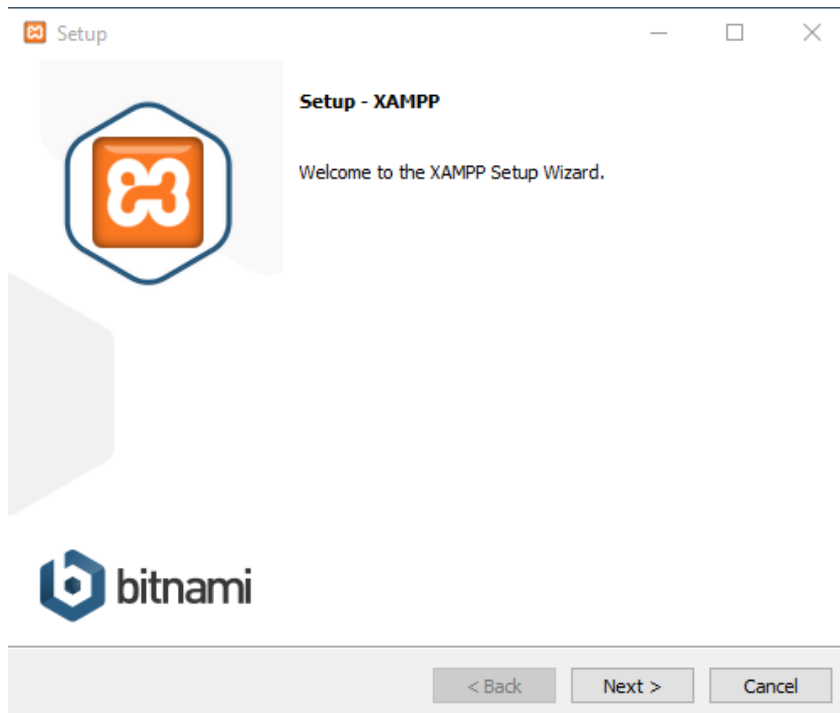 Setup
Setup - XAMPP
Welcome to the XAMPP Setup Wizard.
bitnami
< Back
Next >
Cancel